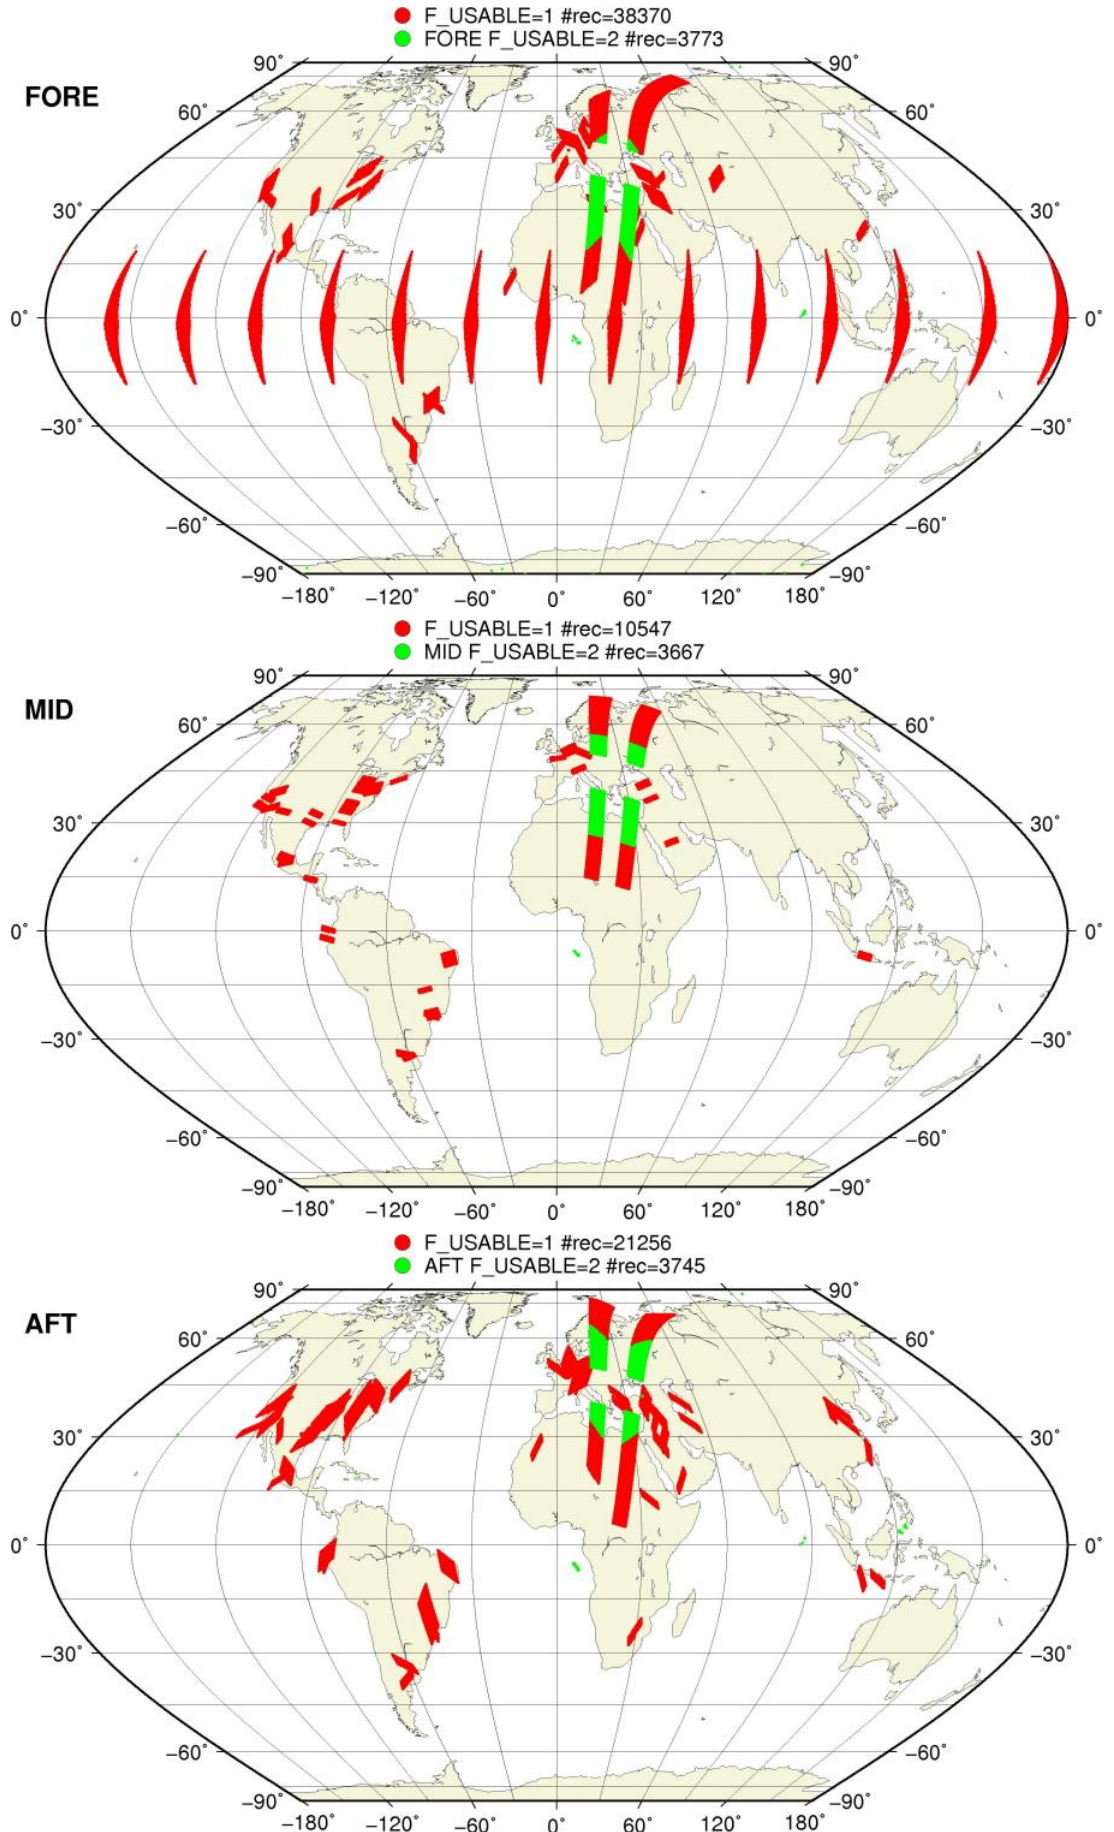 F_USABLE=1 #rec=38370
FORE F_USABLE=2 #rec=3773
FORE
90° 90°
60° 60°
30° 30°
0° 0°
−30° −30°
−60° −60°
−90° −90°
−180° −120° −60° 0° 60° 120° 180°
F_USABLE=1 #rec=10547
MID F_USABLE=2 #rec=3667
MID
90° 90°
60° 60°
30° 30°
0° 0°
−30° −30°
−60° −60°
−90° −90°
−180° −120° −60° 0° 60° 120° 180°
F_USABLE=1 #rec=21256
AFT F_USABLE=2 #rec=3745
AFT
90° 90°
60° 60°
30° 30°
0° 0°
−30° −30°
−60° −60°
−90° −90°
−180° −120° −60° 0° 60° 120° 180°